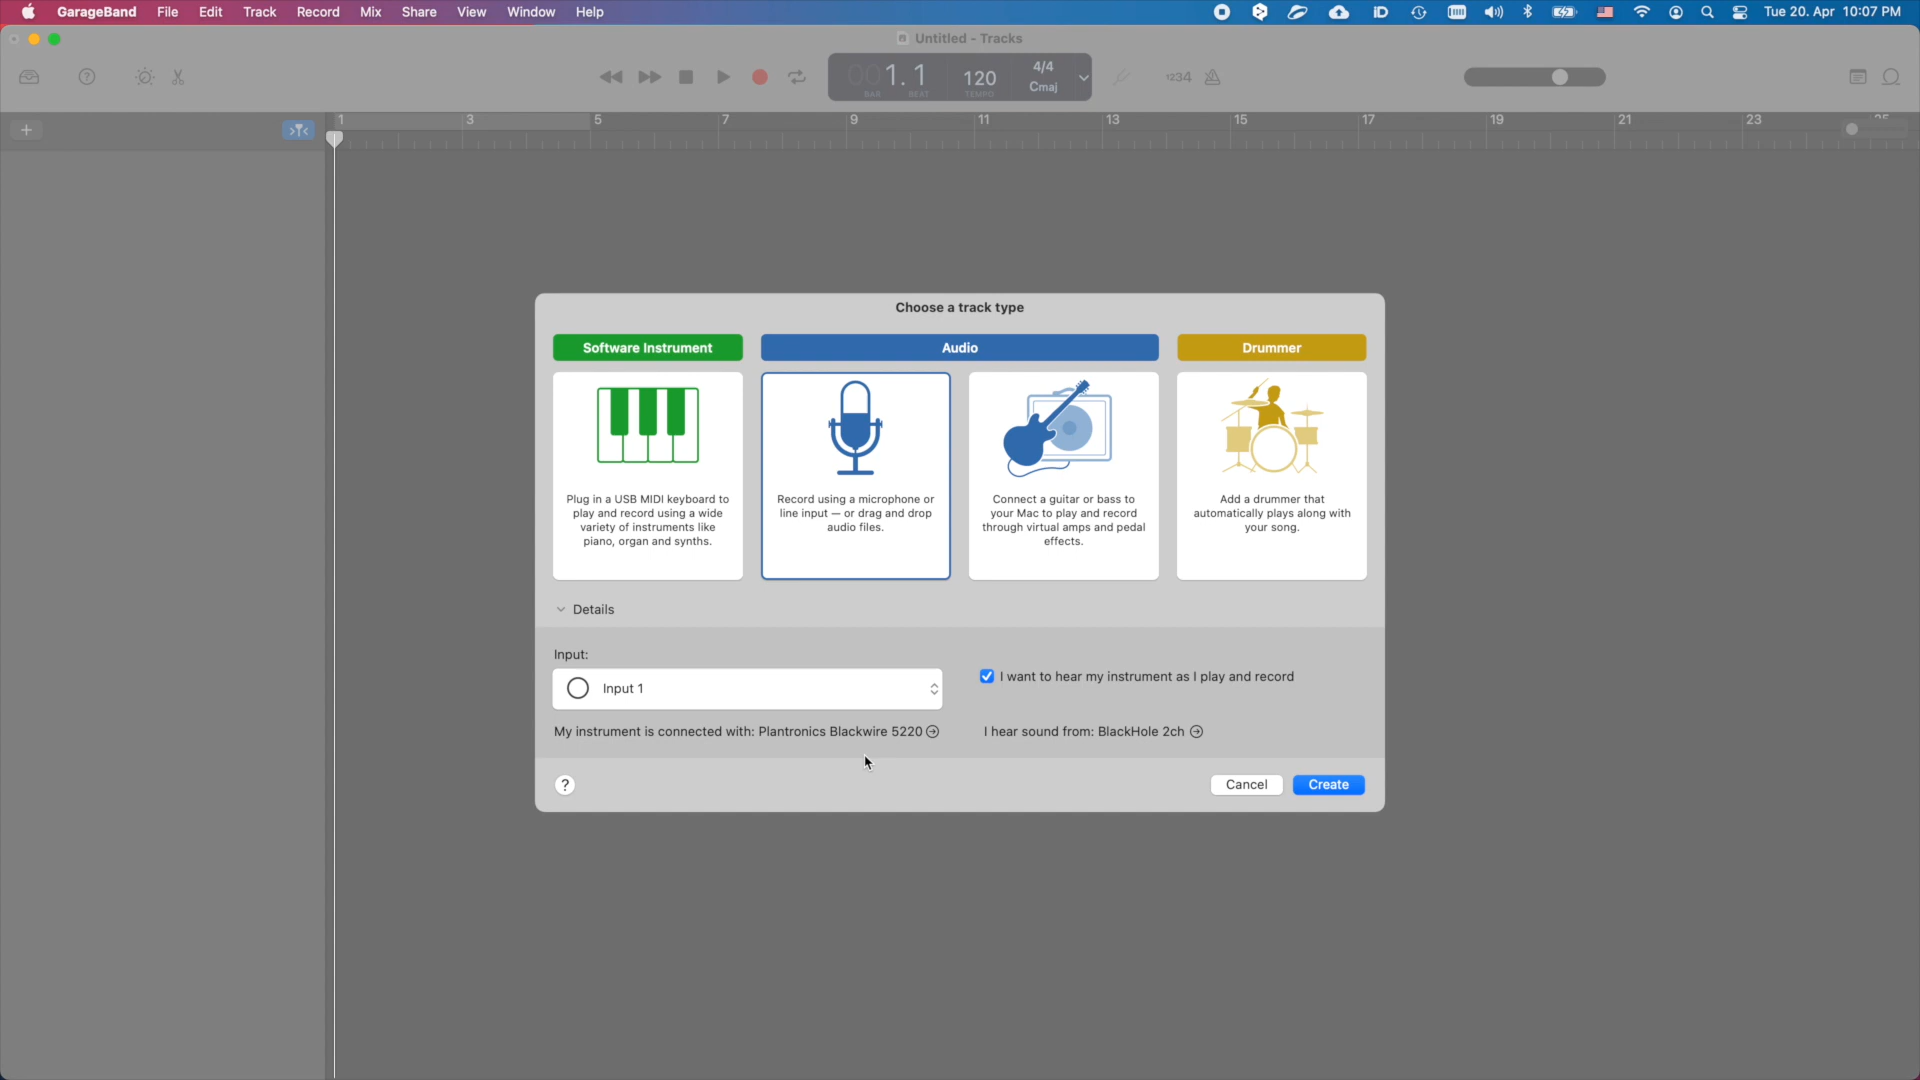 GarageBand File Edit Track Record Mix Share View Window Help iD Tue 20. Apr 10:07 PM
Untitled - Tracks
001. 1 120 4/4
Cmaj
BAR BEAT TEMPO
1234
1 3 5 7 9 11 13 15 17 19 21 23 25
Choose a track type
Software Instrument Audio Drummer
Plug in a USB MIDI keyboard to
play and record using a wide
variety of instruments like
piano, organ and synths.
Record using a microphone or
line input — or drag and drop
audio files.
Connect a guitar or bass to
your Mac to play and record
through virtual amps and pedal
effects.
Add a drummer that
automatically plays along with
your song.
Details
Input:
Input 1
I want to hear my instrument as I play and record
My instrument is connected with: Plantronics Blackwire 5220
I hear sound from: BlackHole 2ch
? Cancel Create